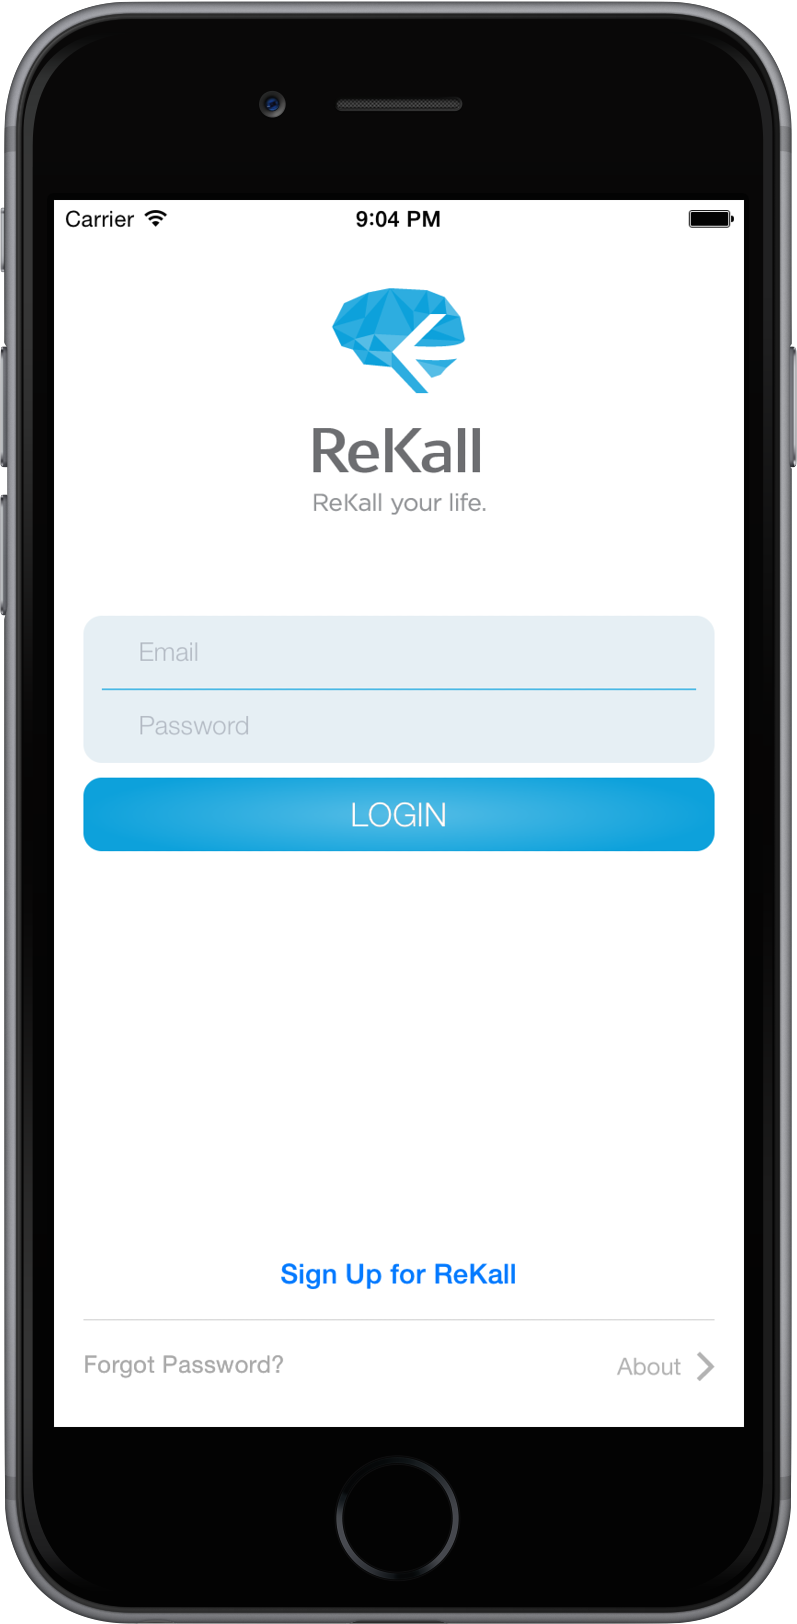 Carrier 9:04 PM
ReKall
ReKall your life.
Email
Password
LOGIN
Sign Up for ReKall
Forgot Password? About